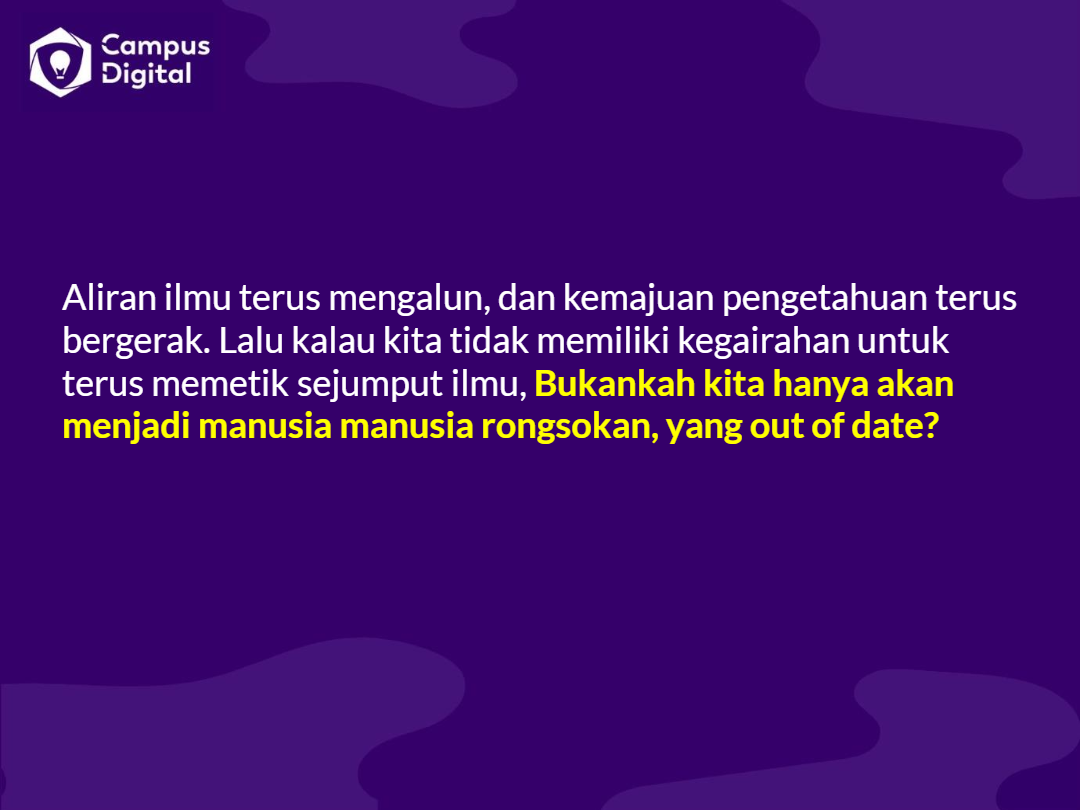 Campus
Digital
Aliran ilmu terus mengalun, dan kemajuan pengetahuan terus
bergerak. Lalu kalau kita tidak memiliki kegairahan untuk
terus memetik sejumput ilmu, Bukankah kita hanya akan
menjadi manusia manusia rongsokan, yang out of date?